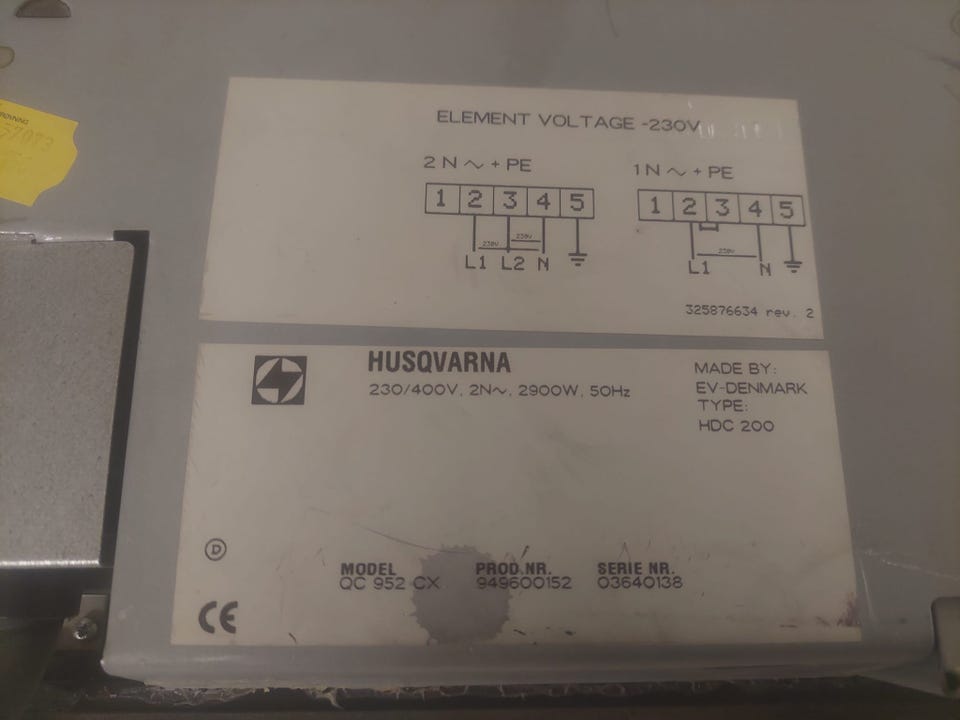 57073
ELEMENT VOLTAGE -230V
2 N ~ + PE
1 2 3 4 5
230V 230V
L1 L2 N
1 N ~ + PE
1 2 3 4 5
230V
L1 N
325876634 rev. 2
HUSQVARNA
230/400V, 2N~, 2900W, 50Hz
MADE BY:
EV-DENMARK
TYPE:
HDC 200
D
MODEL PROD.NR. SERIE NR.
QC 952 CX 949600152 03640138
CE